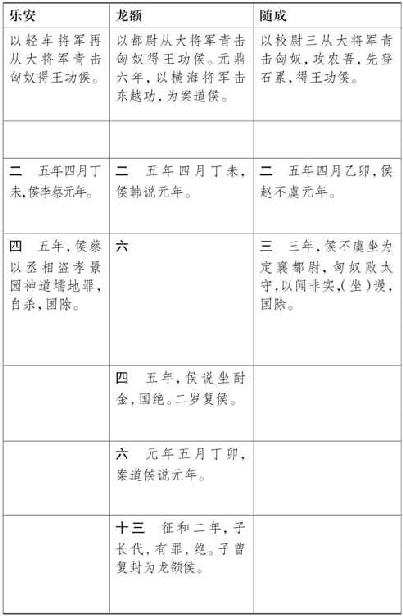 乐安
以轻车将军再
从大将军青击
匈奴得王功侯。
龙额
以都尉从大将军青击
匈奴得王功侯。元鼎
六年,以横海将军击
东越功,为案道侯。
随成
以校尉三从大将军青
击匈奴,攻农吾,先登
石累,得王功侯。
二 五年四月丁
未,侯李蔡元年。
二 五年四月丁未,
侯韩说元年。
二 五年四月乙卯,侯
赵不虞元年。
四 五年,侯蔡
以丞相盗孝景
园神道壖地罪,
自杀,国除。
六
三 三年,侯不虞坐为
定襄都尉,匈奴败太
守,以闻非实,(坐)谩,
国除。
四 五年,侯说坐酎
金,国绝。二岁复侯。
六 元年五月丁卯,
案道侯说元年。
十三 征和二年,子
长代,有罪,绝。子曾
复封为龙额侯。